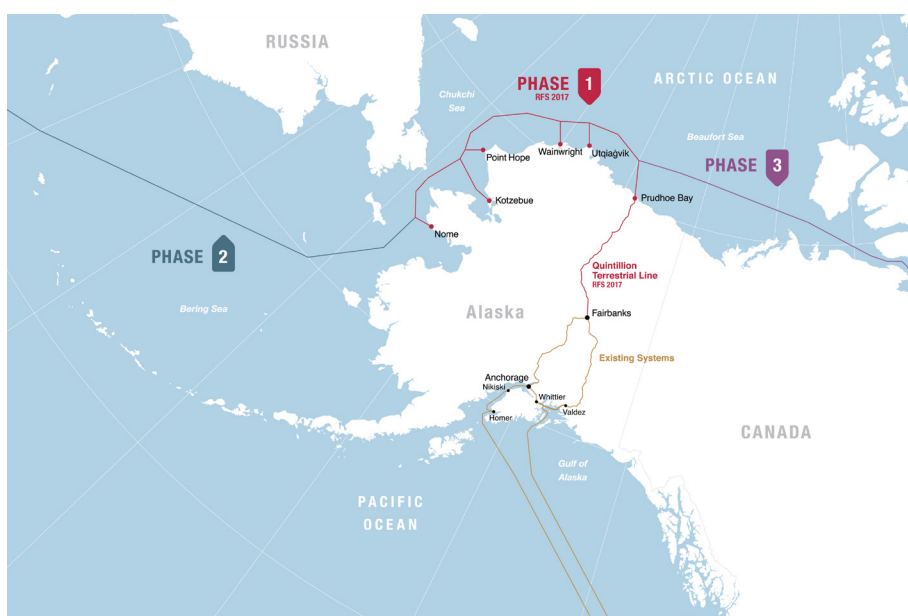 RUSSIA
PHASE 1
RFS 2017
ARCTIC OCEAN
Chukchi
Sea
Beaufort Sea
PHASE 3
Point Hope
Wainwright
Utqiaġvik
Kotzebue
Prudhoe Bay
Nome
PHASE 2
Quintillion
Terrestrial Line
RFS 2017
Bering Sea
Alaska
Fairbanks
Existing Systems
Anchorage
Nikiski
Whittier
Homer
Valdez
CANADA
Gulf of
Alaska
PACIFIC
OCEAN